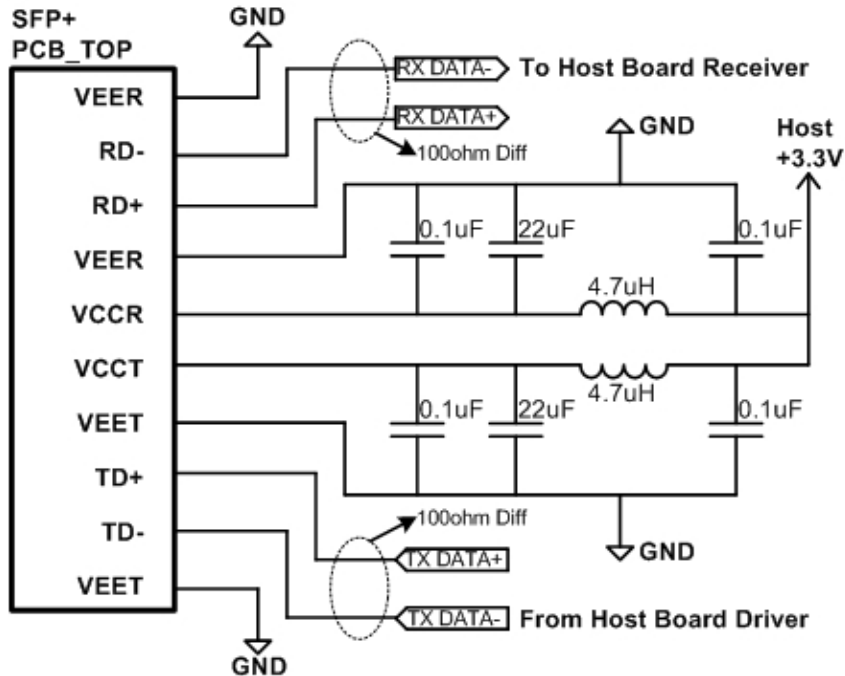 SFP+
PCB_TOP
GND
VEER
RD-
RD+
VEER
VCCR
VCCT
VEET
TD+
TD-
VEET
RX DATA-
To Host Board Receiver
RX DATA+
100ohm Diff
GND
Host
+3.3V
0.1uF
22uF
0.1uF
4.7uH
4.7uH
0.1uF
22uF
0.1uF
100ohm Diff
GND
TX DATA+
TX DATA-
From Host Board Driver
GND